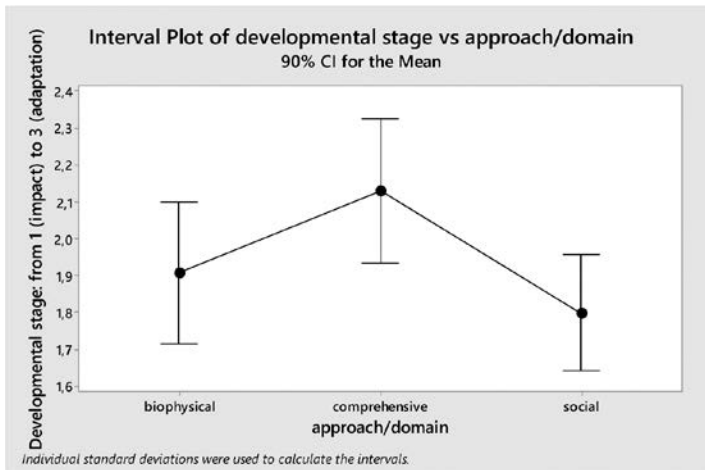 Interval Plot of developmental stage vs approach/domain
90% CI for the Mean
Developmental stage: from 1 (impact) to 3 (adaptation)
2,4
2,3
2,2
2,1
2,0
1,9
1,8
1,7
1,6
biophysical
comprehensive
social
approach/domain
Individual standard deviations were used to calculate the intervals.